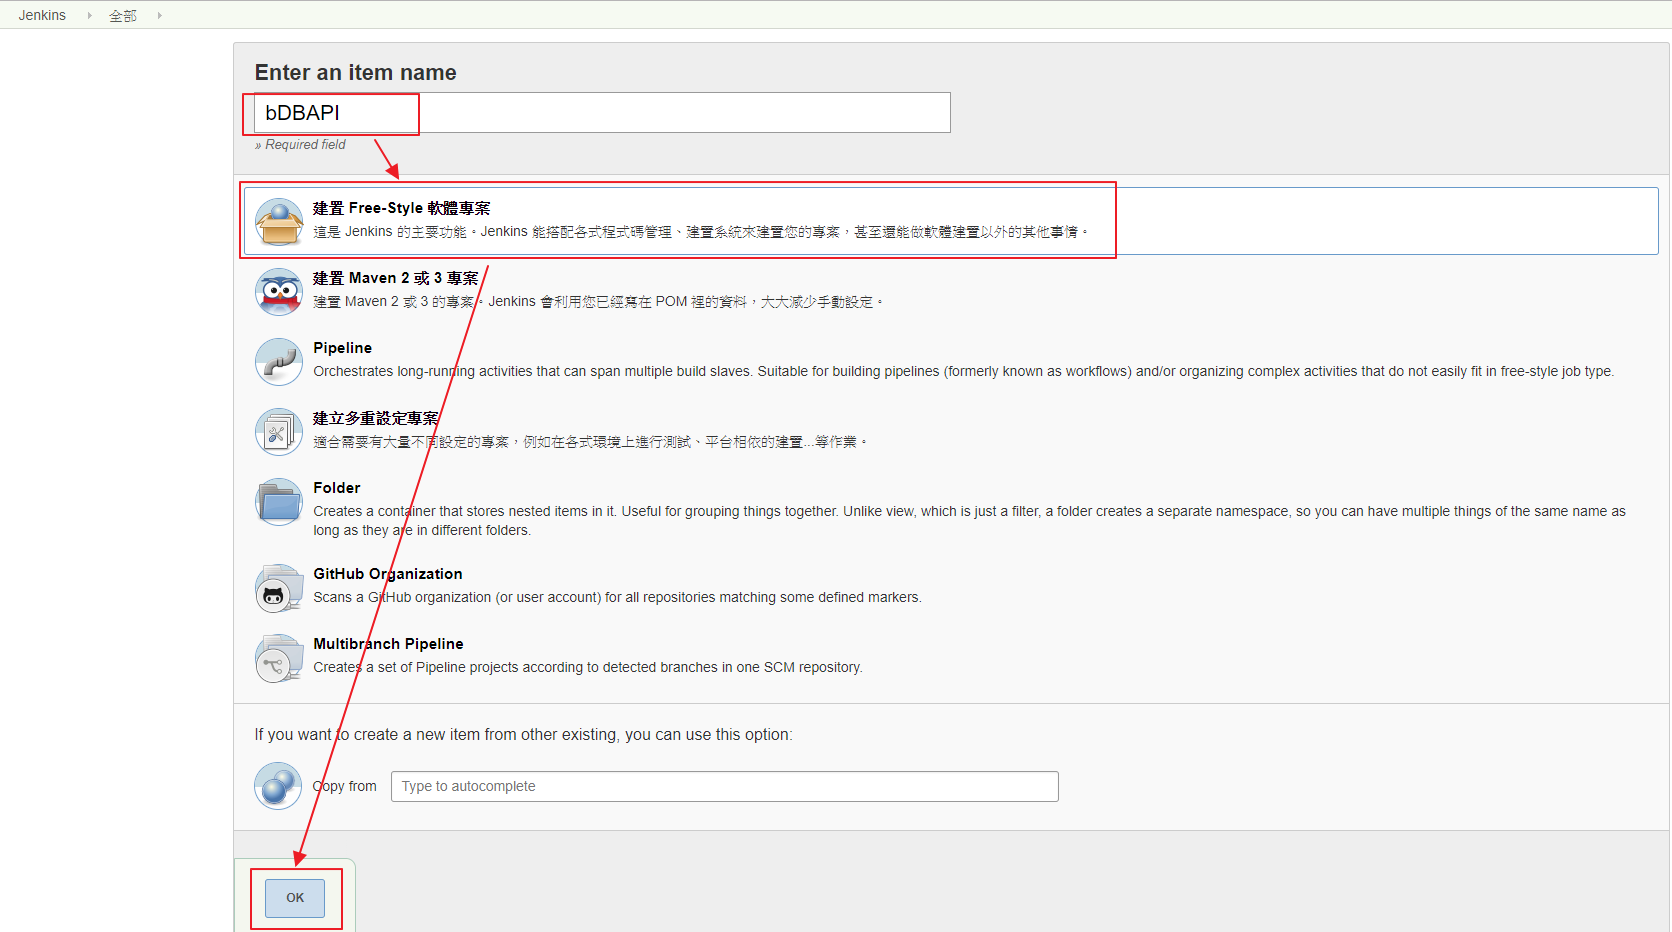 Jenkins 全部
Enter an item name
bDBAPI
» Required field
建置 Free-Style 軟體專案
這是 Jenkins 的主要功能。Jenkins 能搭配各式程式碼管理、建置系統來建置您的專案，甚至還能做軟體建置以外的其他事情。
建置 Maven 2 或 3 專案
建置 Maven 2 或 3 的專案。Jenkins 會利用您已經寫在 POM 裡的資料，大大減少手動設定。
Pipeline
Orchestrates long-running activities that can span multiple build slaves. Suitable for building pipelines (formerly known as workflows) and/or organizing complex activities that do not easily fit in free-style job type.
建立多重設定專案
適合需要有大量不同設定的專案，例如在各式環境上進行測試、平台相依的建置...等作業。
Folder
Creates a container that stores nested items in it. Useful for grouping things together. Unlike view, which is just a filter, a folder creates a separate namespace, so you can have multiple things of the same name as
long as they are in different folders.
GitHub Organization
Scans a GitHub organization (or user account) for all repositories matching some defined markers.
Multibranch Pipeline
Creates a set of Pipeline projects according to detected branches in one SCM repository.
If you want to create a new item from other existing, you can use this option:
Copy from Type to autocomplete
OK